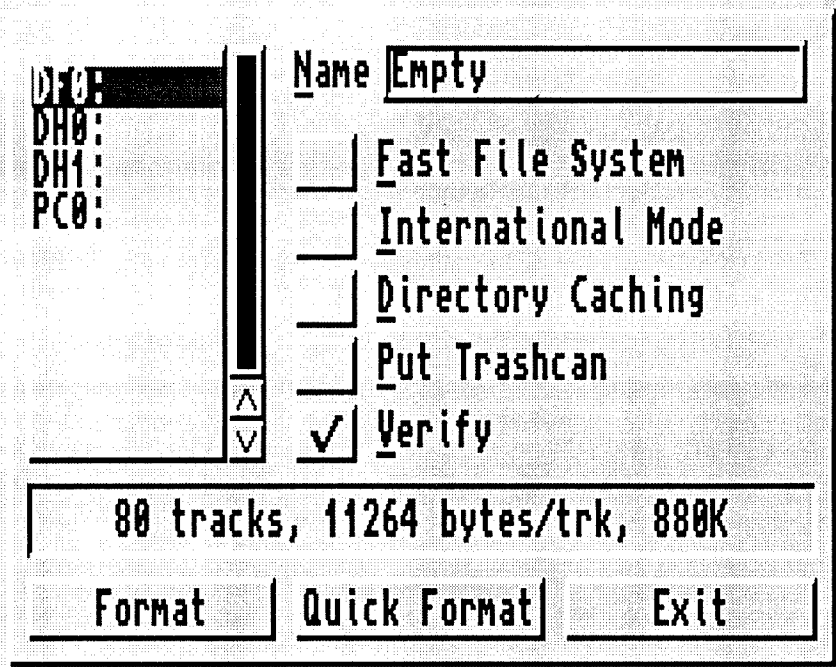 DF0:
DH0:
DH1:
PC0:
Name Empty
Fast File System
International Mode
Directory Caching
Put Trashcan
Verify
80 tracks, 11264 bytes/trk, 880K
Format
Quick Format
Exit